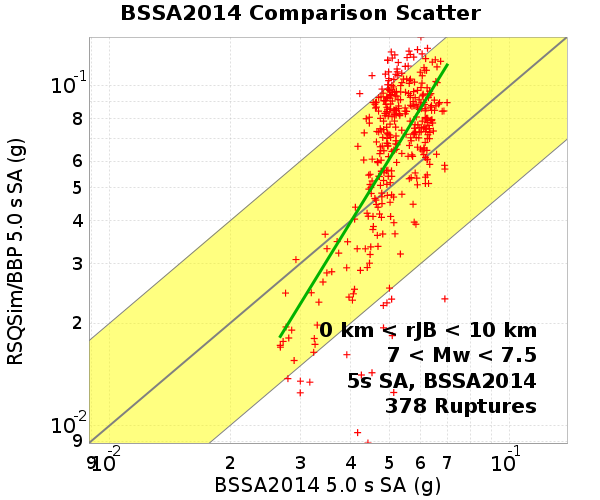 BSSA2014 Comparison Scatter
RSQSim/BBP 5.0 s SA (g)
10⁻¹
8
6
5
4
3
2
10⁻²
9
0 km < rJB < 10 km
7 < Mw < 7.5
5s SA, BSSA2014
378 Ruptures
9 10⁻² 2 3 4 5 6 7 10⁻¹
BSSA2014 5.0 s SA (g)